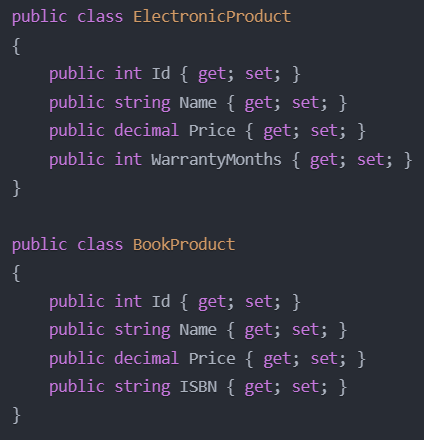 public class ElectronicProduct
{
    public int Id { get; set; }
    public string Name { get; set; }
    public decimal Price { get; set; }
    public int WarrantyMonths { get; set; }
}

public class BookProduct
{
    public int Id { get; set; }
    public string Name { get; set; }
    public decimal Price { get; set; }
    public string ISBN { get; set; }
}